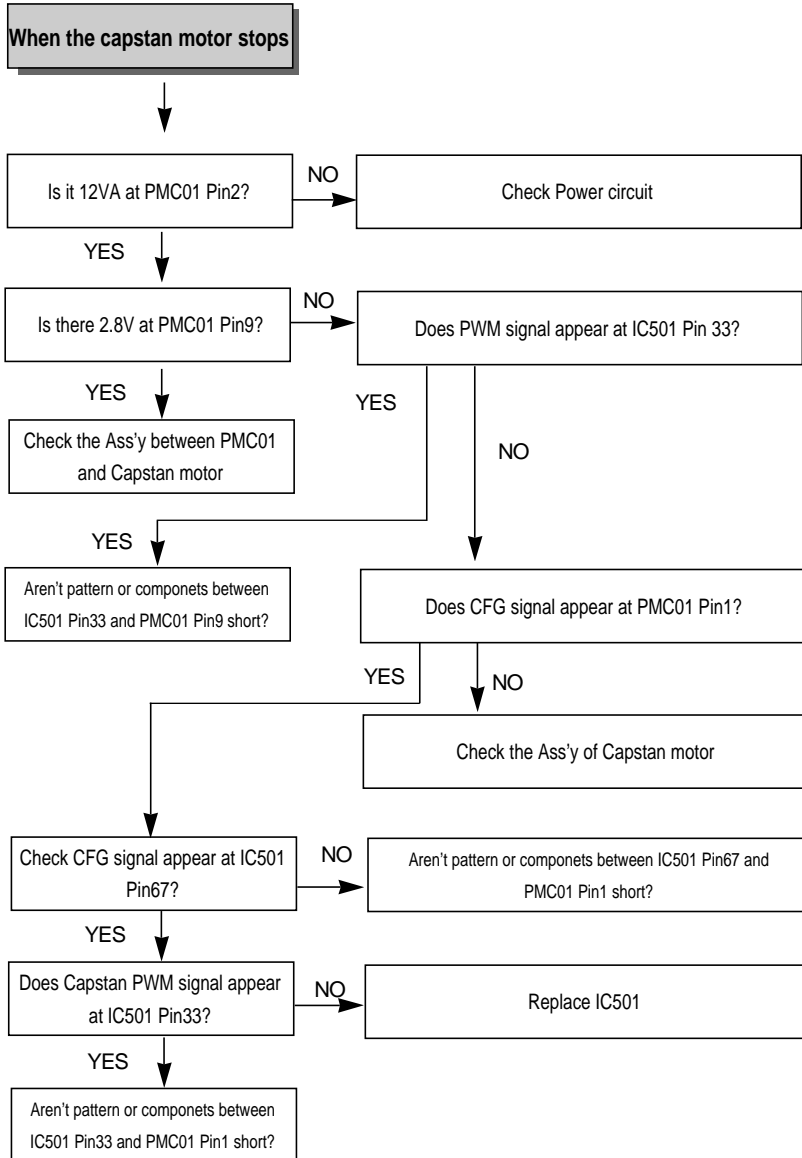 When the capstan motor stops
Is it 12VA at PMC01 Pin2?
NO
Check Power circuit
YES
Is there 2.8V at PMC01 Pin9?
NO
Does PWM signal appear at IC501 Pin 33?
YES
YES
Check the Ass'y between PMC01
and Capstan motor
NO
YES
Aren't pattern or componets between
IC501 Pin33 and PMC01 Pin9 short?
Does CFG signal appear at PMC01 Pin1?
YES
NO
Check the Ass'y of Capstan motor
Check CFG signal appear at IC501
Pin67?
NO
Aren't pattern or componets between IC501 Pin67 and
PMC01 Pin1 short?
YES
Does Capstan PWM signal appear
at IC501 Pin33?
NO
Replace IC501
YES
Aren't pattern or componets between
IC501 Pin33 and PMC01 Pin1 short?